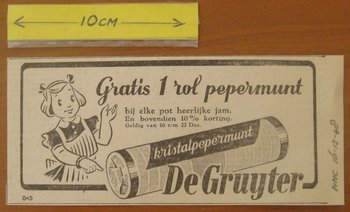 10CM
Gratis 1 rol pepermunt
bij elke pot heerlijke jam.
En bovendien 10% korting.
Geldig van 16 t/m 22 Dec.
kristalpepermunt
De Gruyter
845